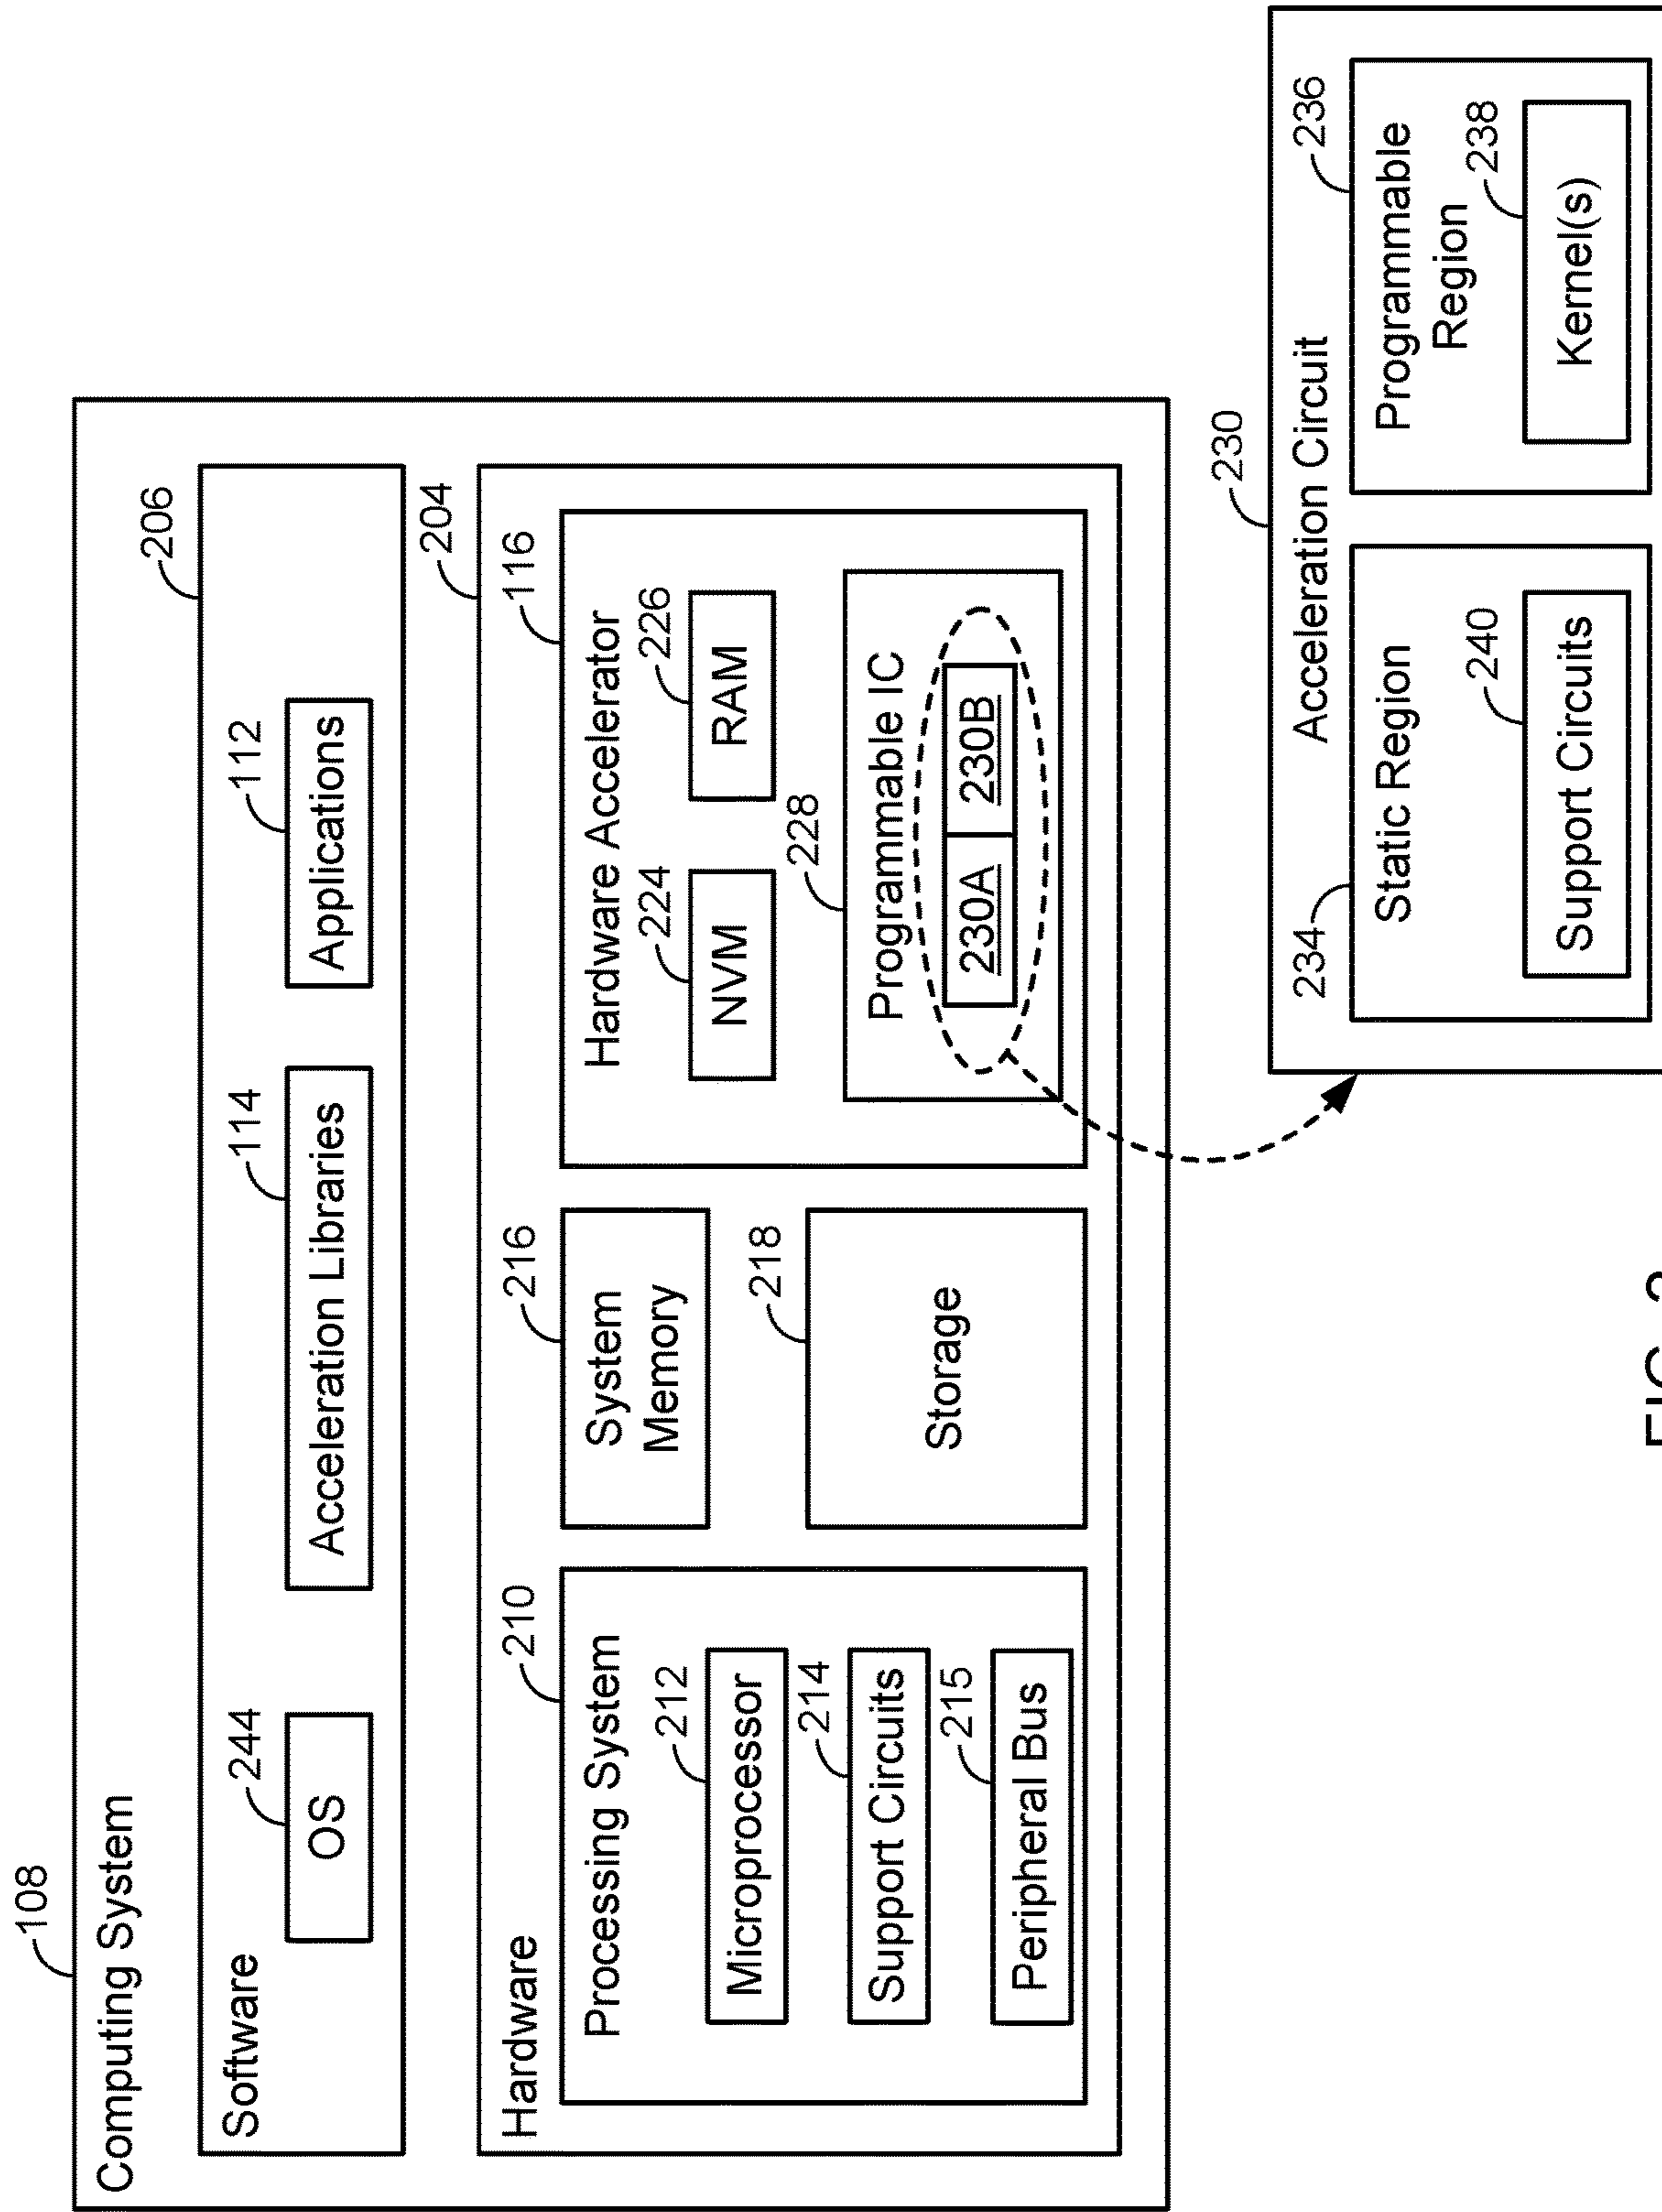 108
Computing System
206
Software
244
OS
114
Acceleration Libraries
112
Applications
204
Hardware
210
Processing System
212
Microprocessor
214
Support Circuits
215
Peripheral Bus
216
System
Memory
218
Storage
116
Hardware Accelerator
224
NVM
226
RAM
228
Programmable IC
230A
230B
230
Acceleration Circuit
234
Static Region
240
Support Circuits
236
Programmable
Region
238
Kernel(s)
FIG.